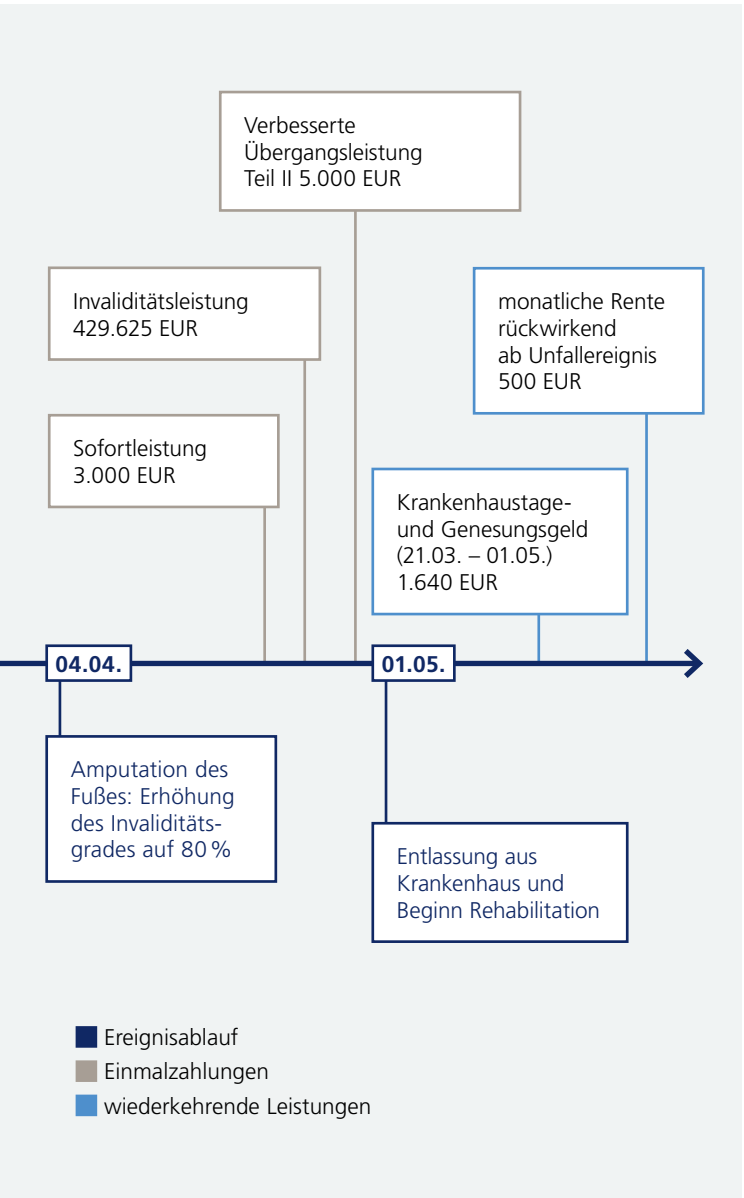 Verbesserte
Übergangsleistung
Teil II 5.000 EUR
Invaliditätsleistung
429.625 EUR
monatliche Rente
rückwirkend
ab Unfallereignis
500 EUR
Sofortleistung
3.000 EUR
Krankenhaustage-
und Genesungsgeld
(21.03. – 01.05.)
1.640 EUR
04.04.
01.05.
Amputation des
Fußes: Erhöhung
des Invaliditäts-
grades auf 80 %
Entlassung aus
Krankenhaus und
Beginn Rehabilitation
Ereignisablauf
Einmalzahlungen
wiederkehrende Leistungen